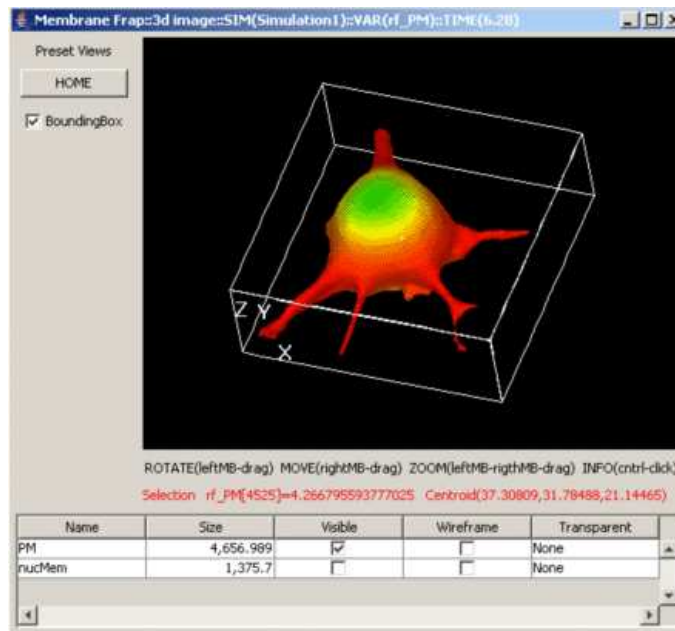 Membrane Frap::3d image::SIM(Simulation1)::VAR(rf_PM)::TIME(6.28)
Preset Views
HOME
BoundingBox
Z Y
X
ROTATE(leftMB-drag) MOVE(rightMB-drag) ZOOM(leftMB-rigthMB-drag) INFO(cntrl-click)
Selection rf_PM[4525]=4.266795593777025 Centroid(37.30809,31.78488,21.14465)
Name Size Visible Wireframe Transparent
PM 4,656.989 None
nucMem 1,375.7 None